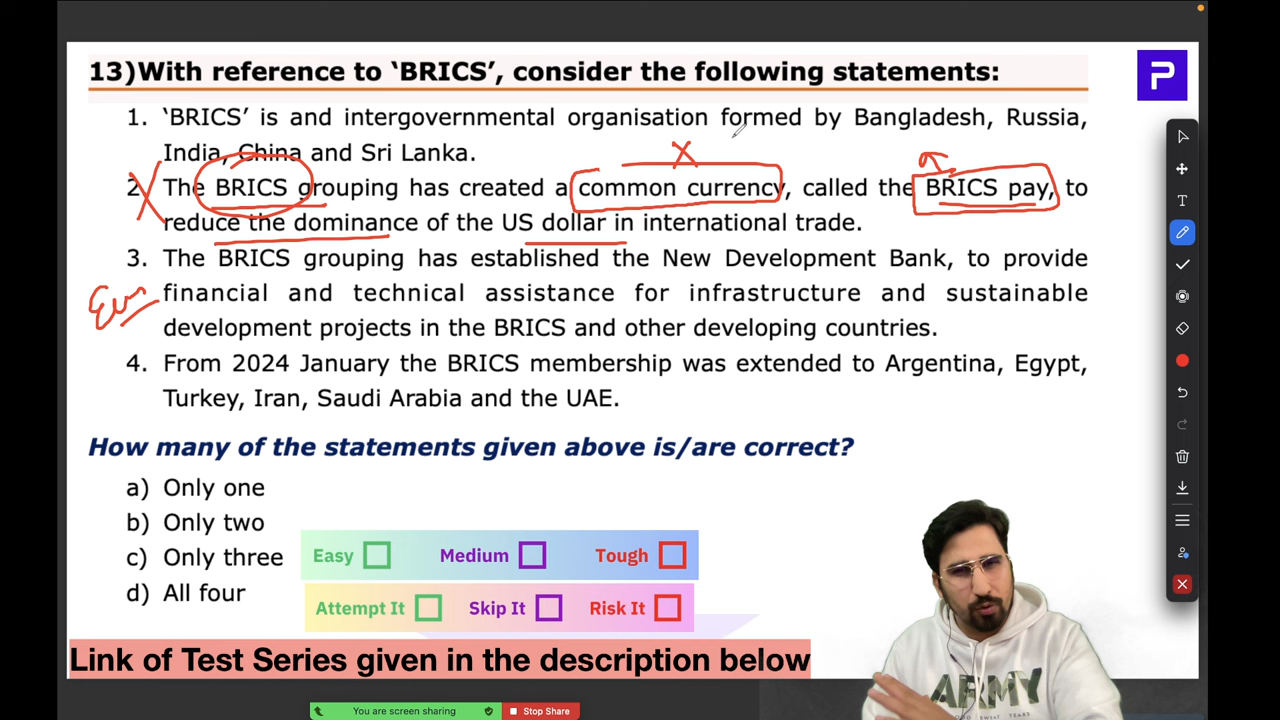 13)With reference to ‘BRICS’, consider the following statements:
1. ‘BRICS’ is and intergovernmental organisation formed by Bangladesh, Russia,
India, China and Sri Lanka.
2. The BRICS grouping has created a common currency, called the BRICS pay, to
reduce the dominance of the US dollar in international trade.
3. The BRICS grouping has established the New Development Bank, to provide
financial and technical assistance for infrastructure and sustainable
development projects in the BRICS and other developing countries.
4. From 2024 January the BRICS membership was extended to Argentina, Egypt,
Turkey, Iran, Saudi Arabia and the UAE.
How many of the statements given above is/are correct?
a) Only one
b) Only two
c) Only three
d) All four
Easy Medium Tough
Attempt It Skip It Risk It
Link of Test Series given in the description below
ARMY
You are screen sharing Stop Share